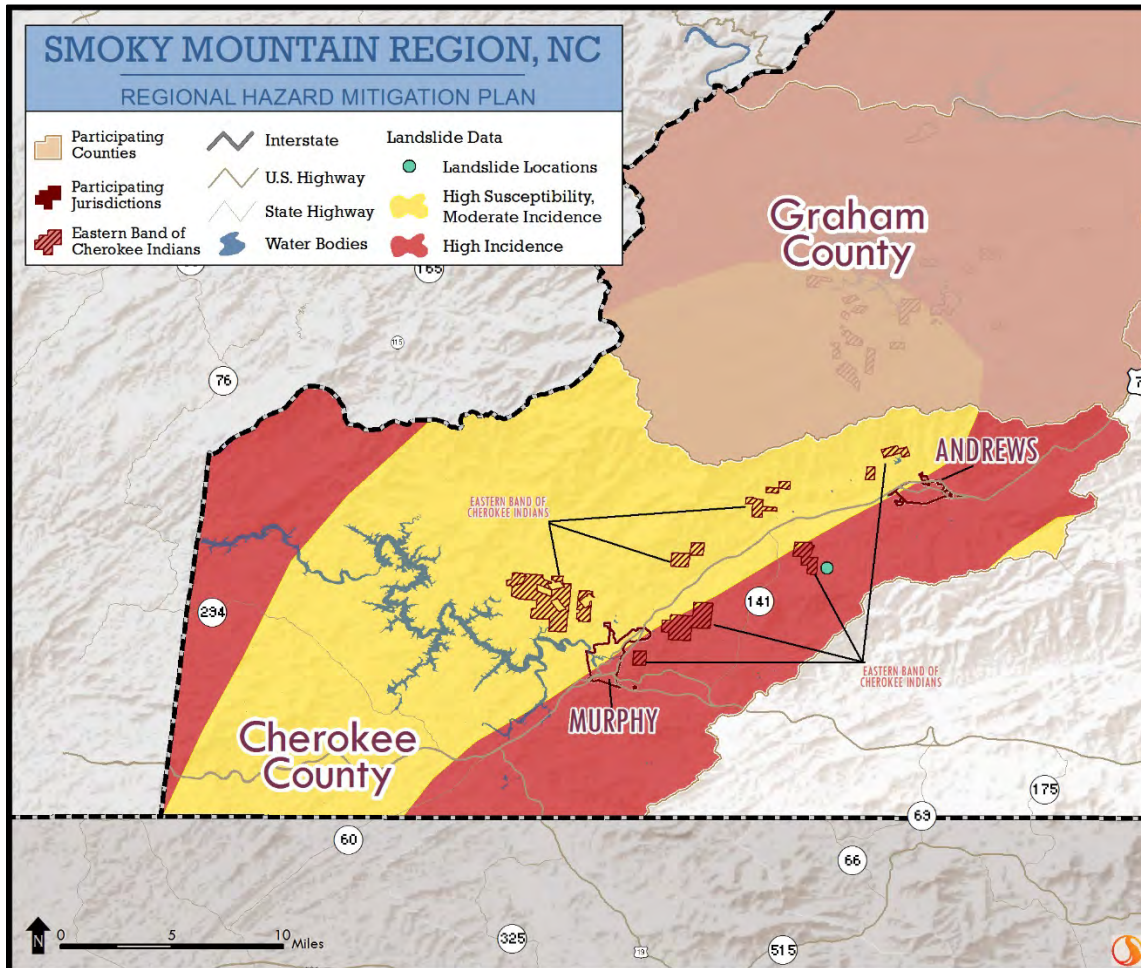 SMOKY MOUNTAIN REGION, NC
REGIONAL HAZARD MITIGATION PLAN
Participating
Counties
Participating
Jurisdictions
Eastern Band of
Cherokee Indians
Interstate
U.S. Highway
State Highway
Water Bodies
Landslide Data
Landslide Locations
High Susceptibility,
Moderate Incidence
High Incidence
165
115
76
Graham
County
ANDREWS
EASTERN BAND OF
CHEROKEE INDIANS
141
294
EASTERN BAND OF
CHEROKEE INDIANS
MURPHY
Cherokee
County
175
69
60
66
325
19
515
N
0 5 10
Miles